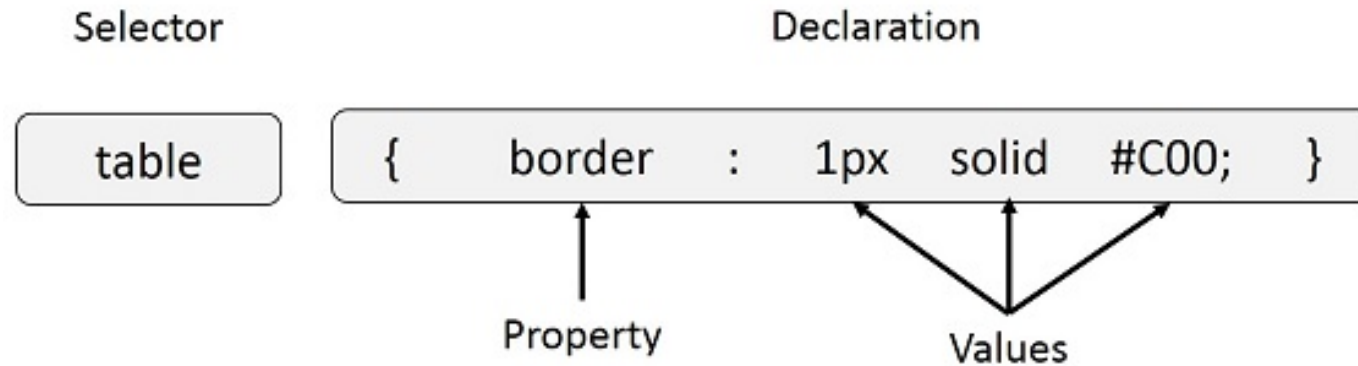 Selector Declaration
table { border : 1px solid #C00; }
Property Values